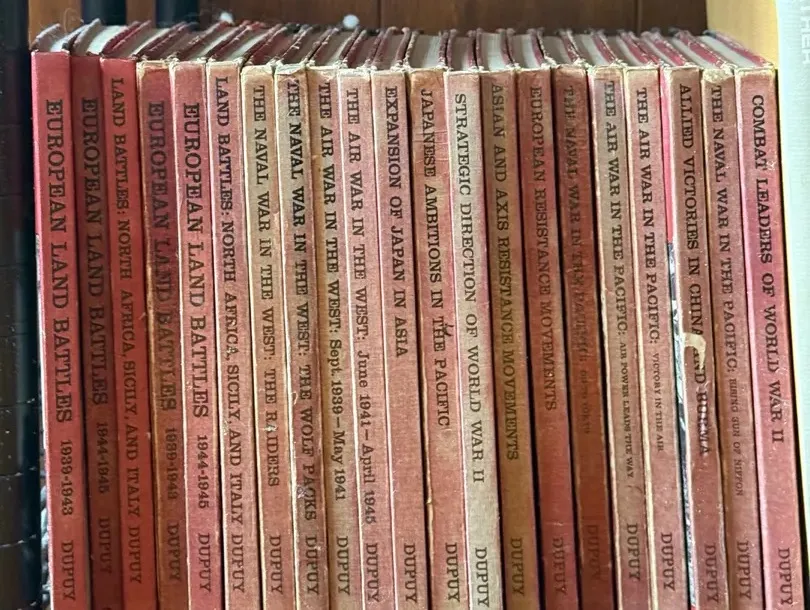 EUROPEAN LAND BATTLES 1939-1943 DUPUY
EUROPEAN LAND BATTLES 1944-1945 DUPUY
LAND BATTLES: NORTH AFRICA, SICILY, AND ITALY DUPUY
EUROPEAN LAND BATTLES 1939-1943 DUPUY
EUROPEAN LAND BATTLES 1944-1945 DUPUY
LAND BATTLES: NORTH AFRICA, SICILY, AND ITALY DUPUY
THE NAVAL WAR IN THE WEST: THE RAIDERS DUPUY
THE NAVAL WAR IN THE WEST: THE WOLF PACKS DUPUY
THE AIR WAR IN THE WEST: Sept 1939-May 1941 DUPUY
THE AIR WAR IN THE WEST: June 1941-April 1945 DUPUY
EXPANSION OF JAPAN IN ASIA DUPUY
JAPANESE AMBITIONS IN THE PACIFIC DUPUY
STRATEGIC DIRECTION OF WORLD WAR II DUPUY
ASIAN AND AXIS RESISTANCE MOVEMENTS DUPUY
EUROPEAN RESISTANCE MOVEMENTS DUPUY
THE NAVAL WAR IN THE PACIFIC: DUPUY
THE AIR WAR IN THE PACIFIC: AIR POWER LEADS THE WAY DUPUY
THE AIR WAR IN THE PACIFIC: VICTORY IN THE AIR DUPUY
ALLIED VICTORIES IN CHINA AND BURMA DUPUY
THE NAVAL WAR IN THE PACIFIC: RISING SUN OF NIPPON DUPUY
COMBAT LEADERS OF WORLD WAR II DUPUY